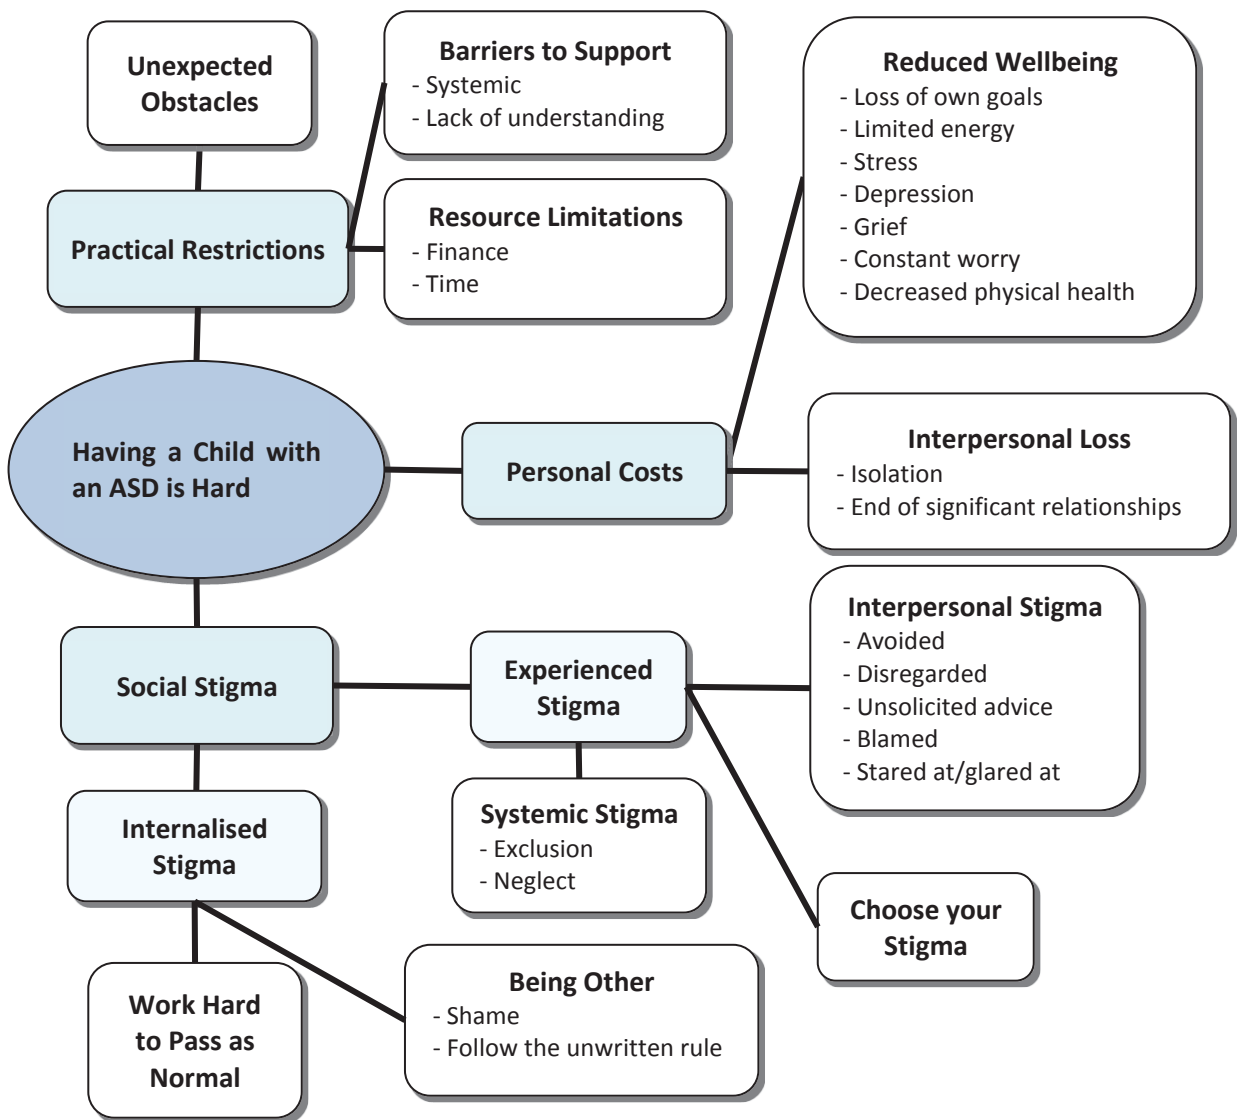 Unexpected
Obstacles
Barriers to Support
- Systemic
- Lack of understanding
Reduced Wellbeing
- Loss of own goals
- Limited energy
- Stress
- Depression
- Grief
- Constant worry
- Decreased physical health
Practical Restrictions
Resource Limitations
- Finance
- Time
Having a Child with
an ASD is Hard
Personal Costs
Interpersonal Loss
- Isolation
- End of significant relationships
Social Stigma
Experienced
Stigma
Interpersonal Stigma
- Avoided
- Disregarded
- Unsolicited advice
- Blamed
- Stared at/glared at
Internalised
Stigma
Systemic Stigma
- Exclusion
- Neglect
Choose your
Stigma
Work Hard
to Pass as
Normal
Being Other
- Shame
- Follow the unwritten rule